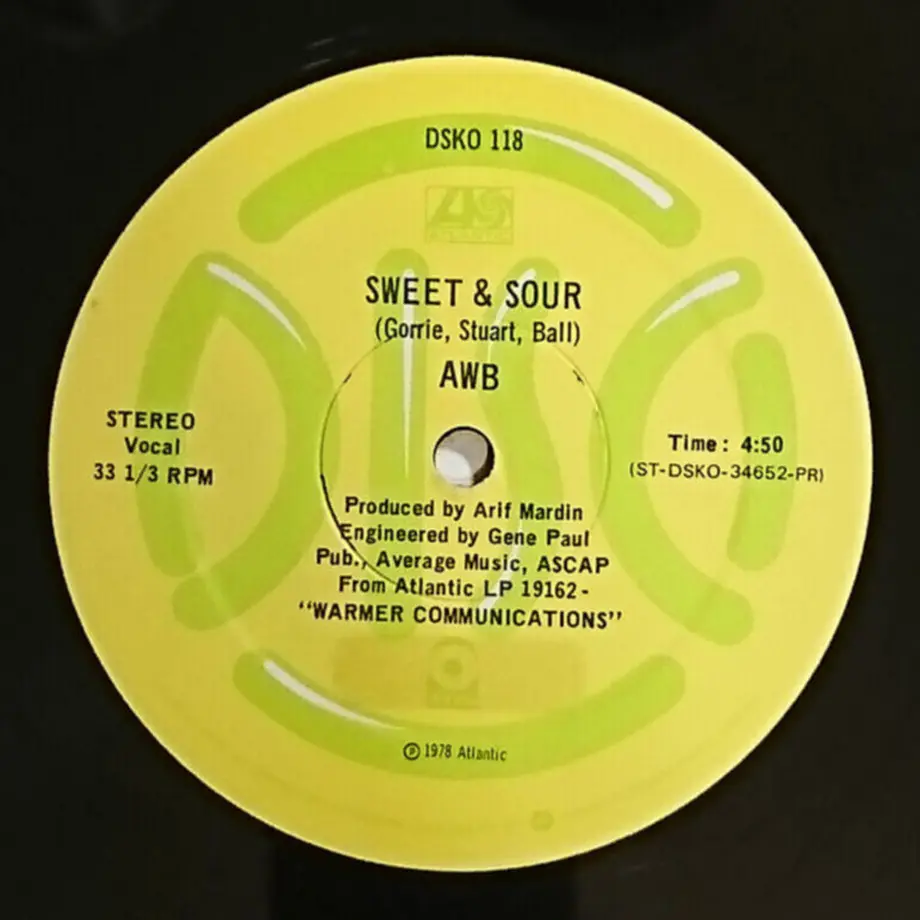 DSKO 118
SWEET & SOUR
(Gorrie, Stuart, Ball)
AWB
STEREO
Vocal
33 1/3 RPM
Time: 4:50
(ST-DSKO-34652-PR)
Produced by Arif Mardin
Engineered by Gene Paul
Pub., Average Music, ASCAP
From Atlantic LP 19162-
"WARMER COMMUNICATIONS"
℗ 1978 Atlantic
DISCO